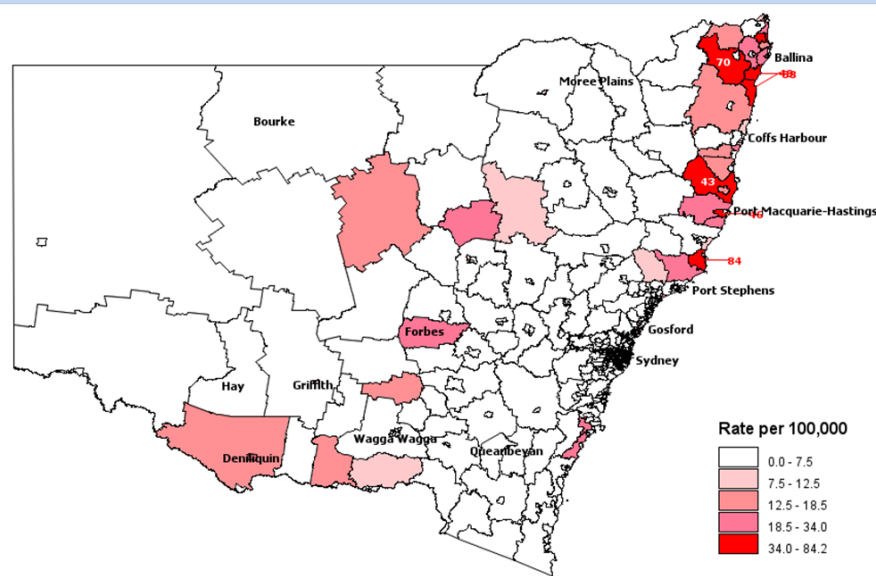 70
Ballina
68
Moree Plains
Bourke
Coffs Harbour
43
Port Macquarie-Hastings
84
Port Stephens
Forbes
Gosford
Sydney
Hay
Griffith
Wagga Wagga
Queanbeyan
Deniliquin
Rate per 100,000
0.0 - 7.5
7.5 - 12.5
12.5 - 18.5
18.5 - 34.0
34.0 - 84.2